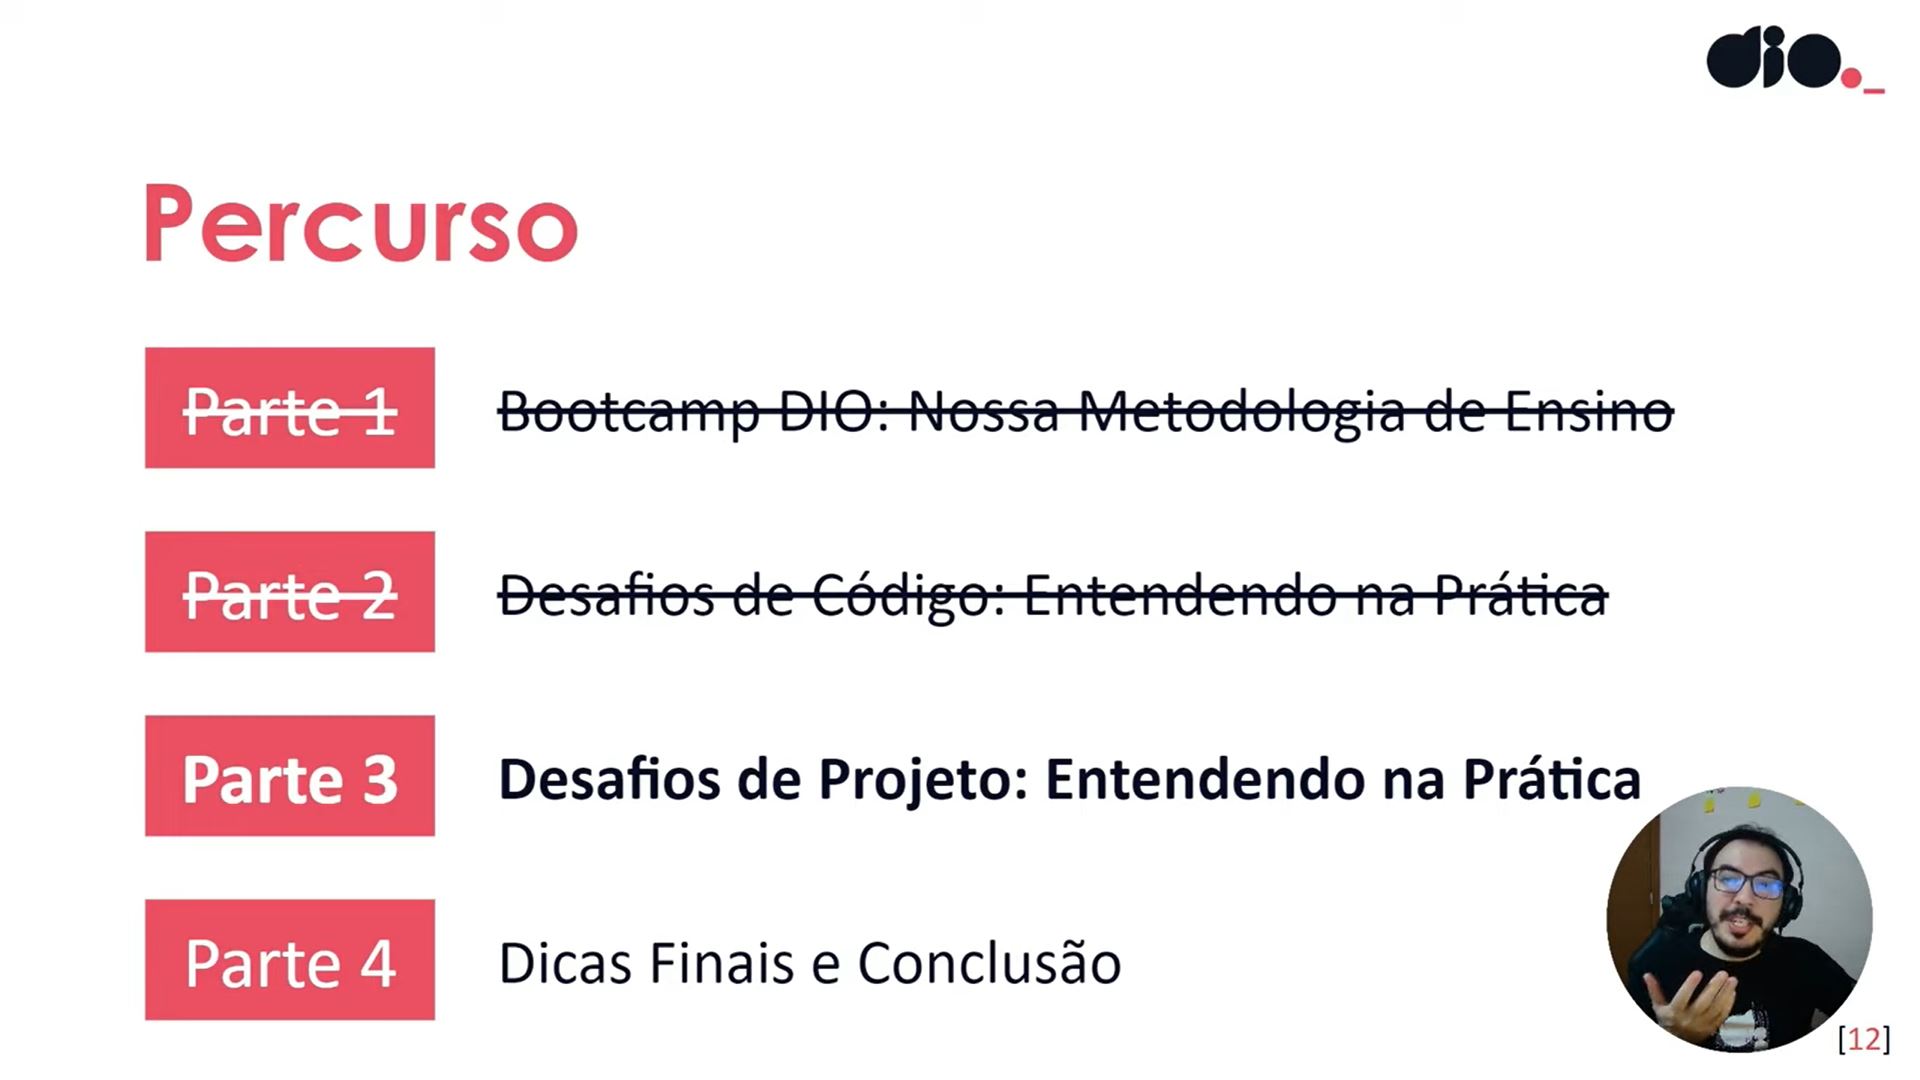 dio._
Percurso
Parte 1
Bootcamp DIO: Nossa Metodologia de Ensino
Parte 2
Desafios de Código: Entendendo na Prática
Parte 3
Desafios de Projeto: Entendendo na Prática
Parte 4
Dicas Finais e Conclusão
[12]